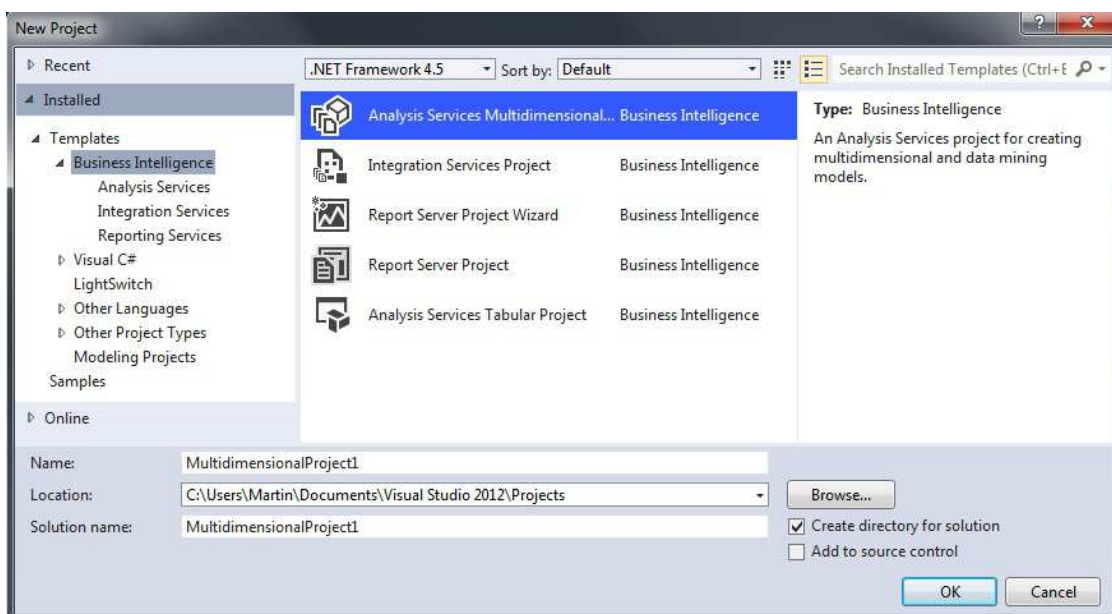 New Project
Recent
Installed
Templates
Business Intelligence
Analysis Services
Integration Services
Reporting Services
Visual C#
LightSwitch
Other Languages
Other Project Types
Modeling Projects
Samples
Online
.NET Framework 4.5 Sort by: Default
Search Installed Templates (Ctrl+E
Analysis Services Multidimensional... Business Intelligence
Integration Services Project Business Intelligence
Report Server Project Wizard Business Intelligence
Report Server Project Business Intelligence
Analysis Services Tabular Project Business Intelligence
Type: Business Intelligence
An Analysis Services project for creating
multidimensional and data mining
models.
Name: MultidimensionalProject1
Location: C:\Users\Martin\Documents\Visual Studio 2012\Projects
Browse...
Solution name: MultidimensionalProject1
Create directory for solution
Add to source control
OK Cancel